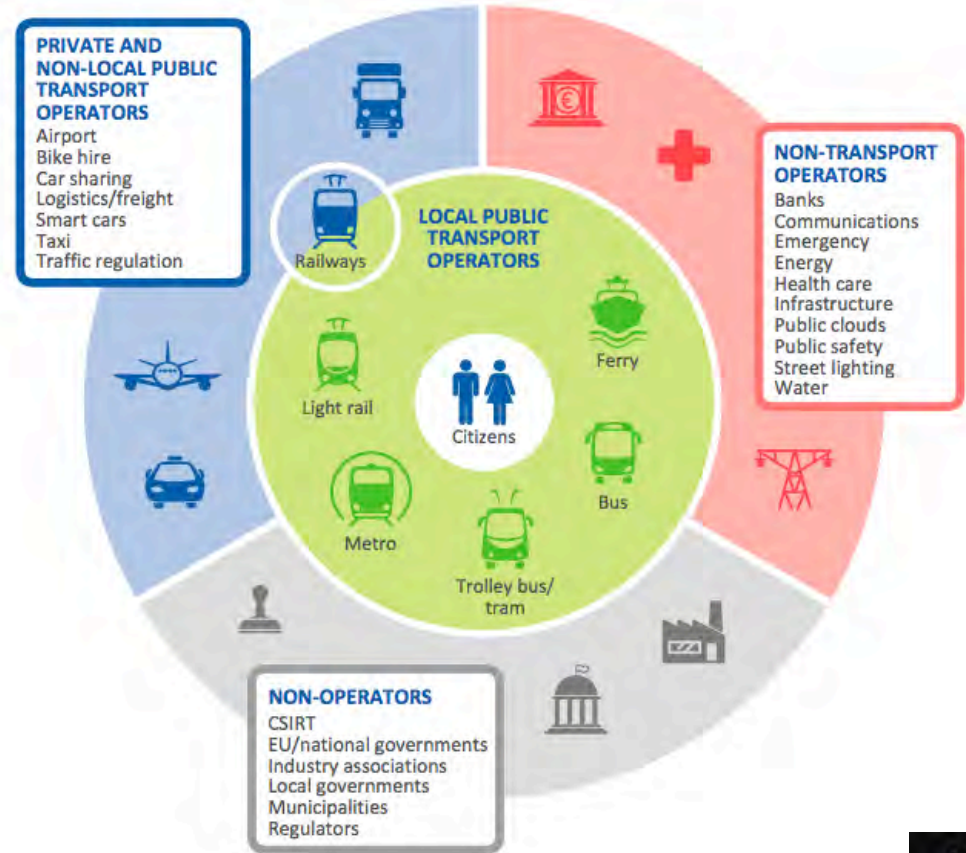 PRIVATE AND
NON-LOCAL PUBLIC
TRANSPORT
OPERATORS
Airport
Bike hire
Car sharing
Logistics/freight
Smart cars
Taxi
Traffic regulation
NON-TRANSPORT
OPERATORS
Banks
Communications
Emergency
Energy
Health care
Infrastructure
Public clouds
Public safety
Street lighting
Water
LOCAL PUBLIC
TRANSPORT
OPERATORS
Railways
Ferry
Light rail
Citizens
Bus
Metro
Trolley bus/
tram
NON-OPERATORS
CSIRT
EU/national governments
Industry associations
Local governments
Municipalities
Regulators